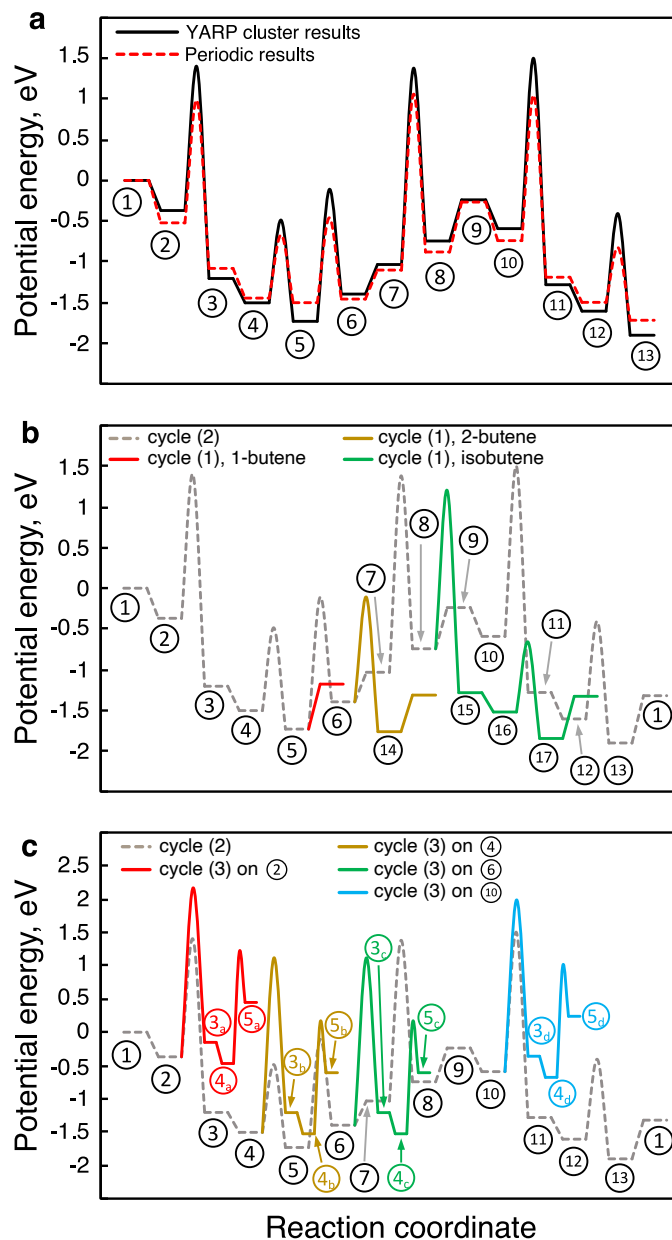 a
YARP cluster results
Periodic results
Potential energy, eV
1.5
1
0.5
0
-0.5
-1
-1.5
-2
1
2
3
4
5
6
7
8
9
10
11
12
13
b
cycle (2)
cycle (1), 2-butene
cycle (1), 1-butene
cycle (1), isobutene
Potential energy, eV
1.5
1
0.5
0
-0.5
-1
-1.5
-2
1
2
3
4
5
6
7
14
8
9
10
15
16
11
17
12
13
1
c
cycle (2)
cycle (3) on 4
cycle (3) on 2
cycle (3) on 6
cycle (3) on 10
Potential energy, eV
2.5
2
1.5
1
0.5
0
-0.5
-1
-1.5
-2
1
2
3a
5a
4a
3
4
3b
5b
5
4b
6
3c
7
4c
5c
8
9
10
3d
5d
4d
11
12
13
1
Reaction coordinate